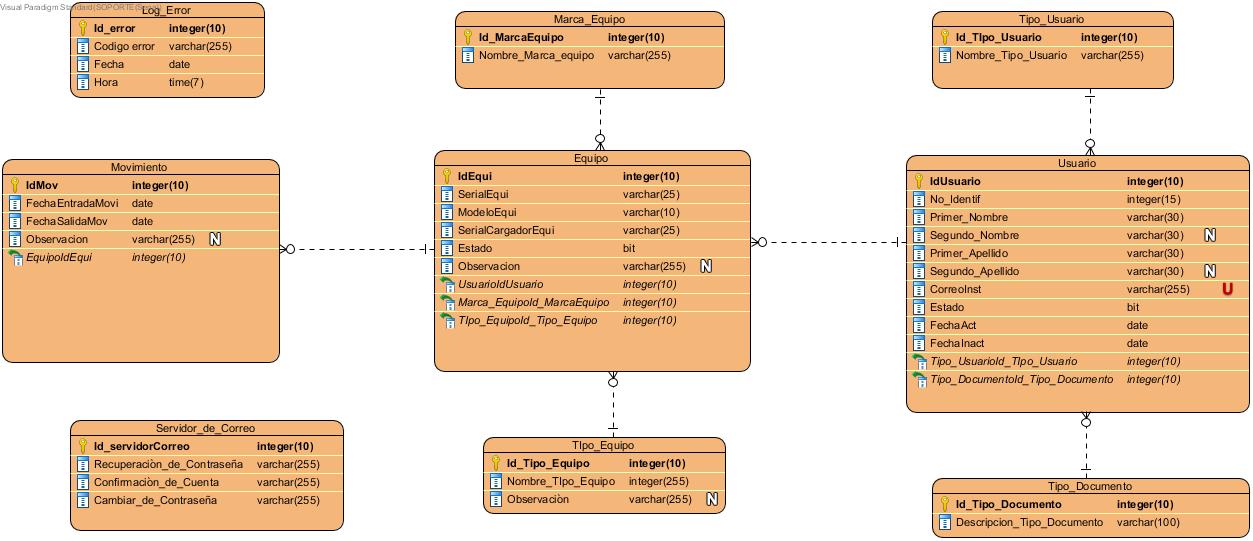 Visual Paradigm Standard(SOPORTE(Sena))
Log_Error
Id_error integer(10)
Codigo error varchar(255)
Fecha date
Hora time(7)
Marca_Equipo
Id_MarcaEquipo integer(10)
Nombre_Marca_equipo varchar(255)
Tipo_Usuario
Id_TIpo_Usuario integer(10)
Nombre_Tipo_Usuario varchar(255)
Movimiento
IdMov integer(10)
FechaEntradaMovi date
FechaSalidaMov date
Observacion varchar(255) N
EquipoIdEqui integer(10)
Equipo
IdEqui integer(10)
SerialEqui varchar(25)
ModeloEqui varchar(10)
SerialCargadorEqui varchar(25)
Estado bit
Observacion varchar(255) N
UsuarioIdUsuario integer(10)
Marca_EquipoId_MarcaEquipo integer(10)
TIpo_EquipoId_Tipo_Equipo integer(10)
Usuario
IdUsuario integer(10)
No_Identif integer(15)
Primer_Nombre varchar(30)
Segundo_Nombre varchar(30) N
Primer_Apellido varchar(30)
Segundo_Apellido varchar(30) N
CorreoInst varchar(255) U
Estado bit
FechaAct date
FechaInact date
Tipo_UsuarioId_TIpo_Usuario integer(10)
Tipo_DocumentoId_Tipo_Documento integer(10)
Servidor_de_Correo
Id_servidorCorreo integer(10)
Recuperaciòn_de_Contraseña varchar(255)
Confirmaciòn_de_Cuenta varchar(255)
Cambiar_de_Contraseña varchar(255)
TIpo_Equipo
Id_Tipo_Equipo integer(10)
Nombre_TIpo_Equipo integer(255)
Observaciòn varchar(255) N
Tipo_Documento
Id_Tipo_Documento integer(10)
Descripcion_Tipo_Documento varchar(100)